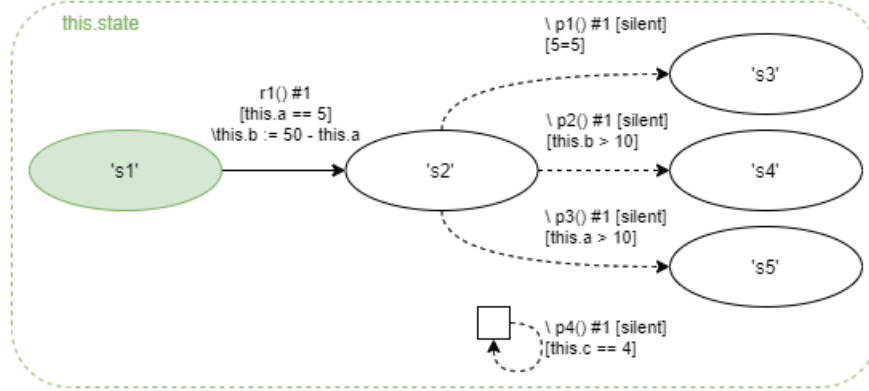 this.state
\ p1() #1 [silent]
[5=5]
's3'
r1() #1
[this.a == 5]
\this.b := 50 - this.a
\ p2() #1 [silent]
[this.b > 10]
's1'
's2'
's4'
\ p3() #1 [silent]
[this.a > 10]
's5'
\ p4() #1 [silent]
[this.c == 4]